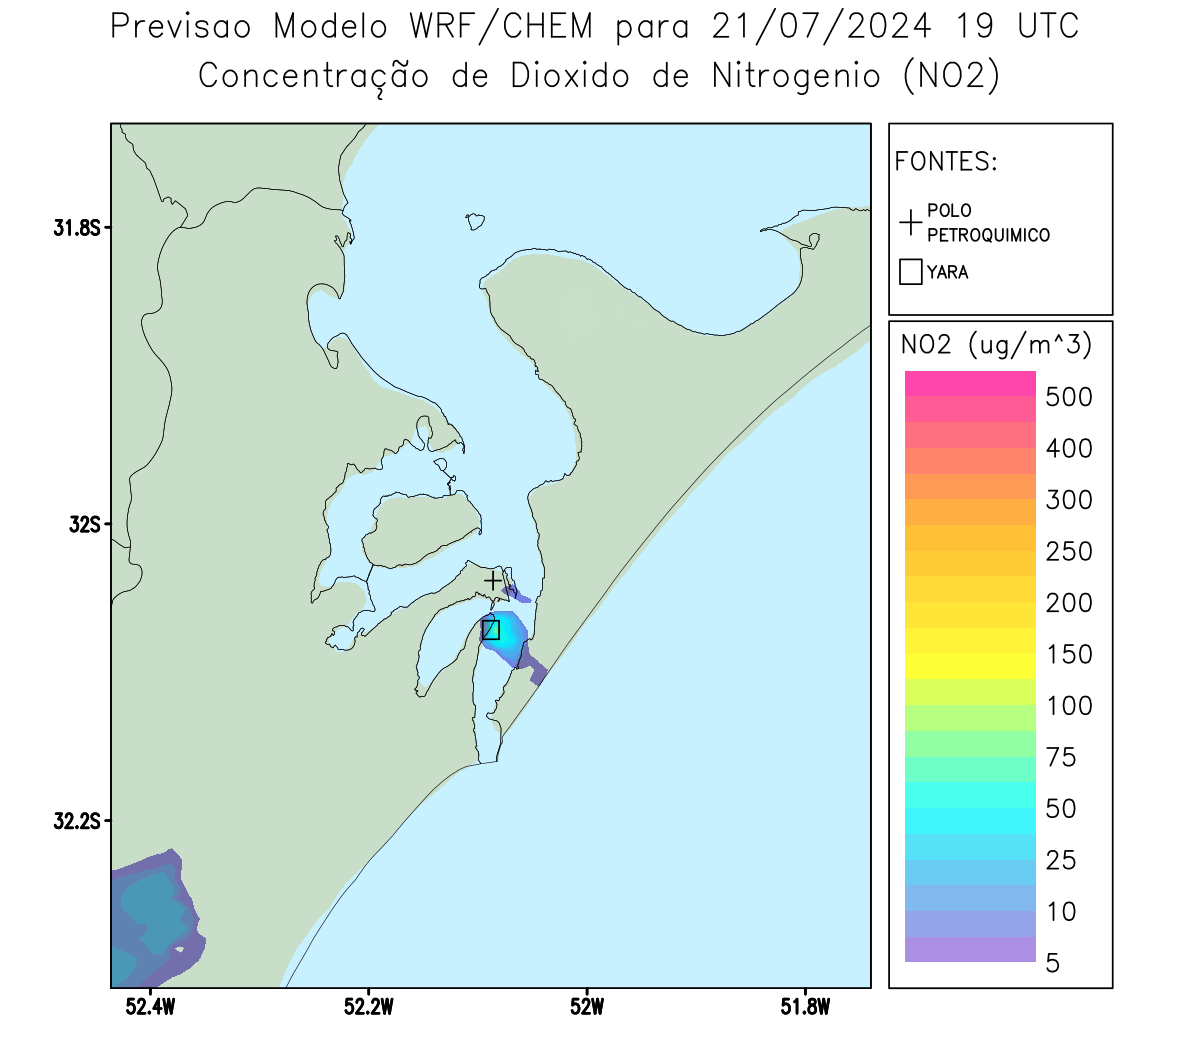 Previsao Modelo WRF/CHEM para 21/07/2024 19 UTC
Concentração de Dioxido de Nitrogenio (NO2)
FONTES:
POLO
PETROQUIMICO
YARA
NO2 (ug/m^3)
500
400
300
250
200
150
100
75
50
25
10
5
31.8S
32S
32.2S
52.4W
52.2W
52W
51.8W